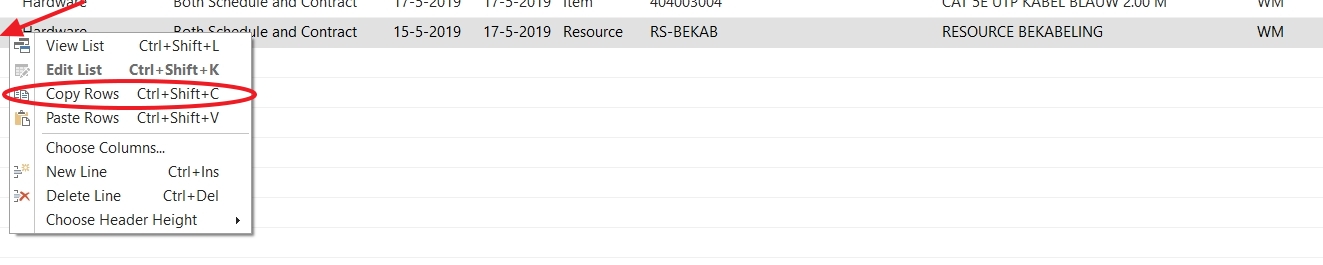 Hardware Both Schedule and Contract 17-5-2019 17-5-2019 Item 404003004 CAT 5E UTP KABEL BLAUW 2.00 M WM
Hardware Both Schedule and Contract 15-5-2019 17-5-2019 Resource RS-BEKAB RESOURCE BEKABELING WM
View List Ctrl+Shift+L
Edit List Ctrl+Shift+K
Copy Rows Ctrl+Shift+C
Paste Rows Ctrl+Shift+V
Choose Columns...
New Line Ctrl+Ins
Delete Line Ctrl+Del
Choose Header Height